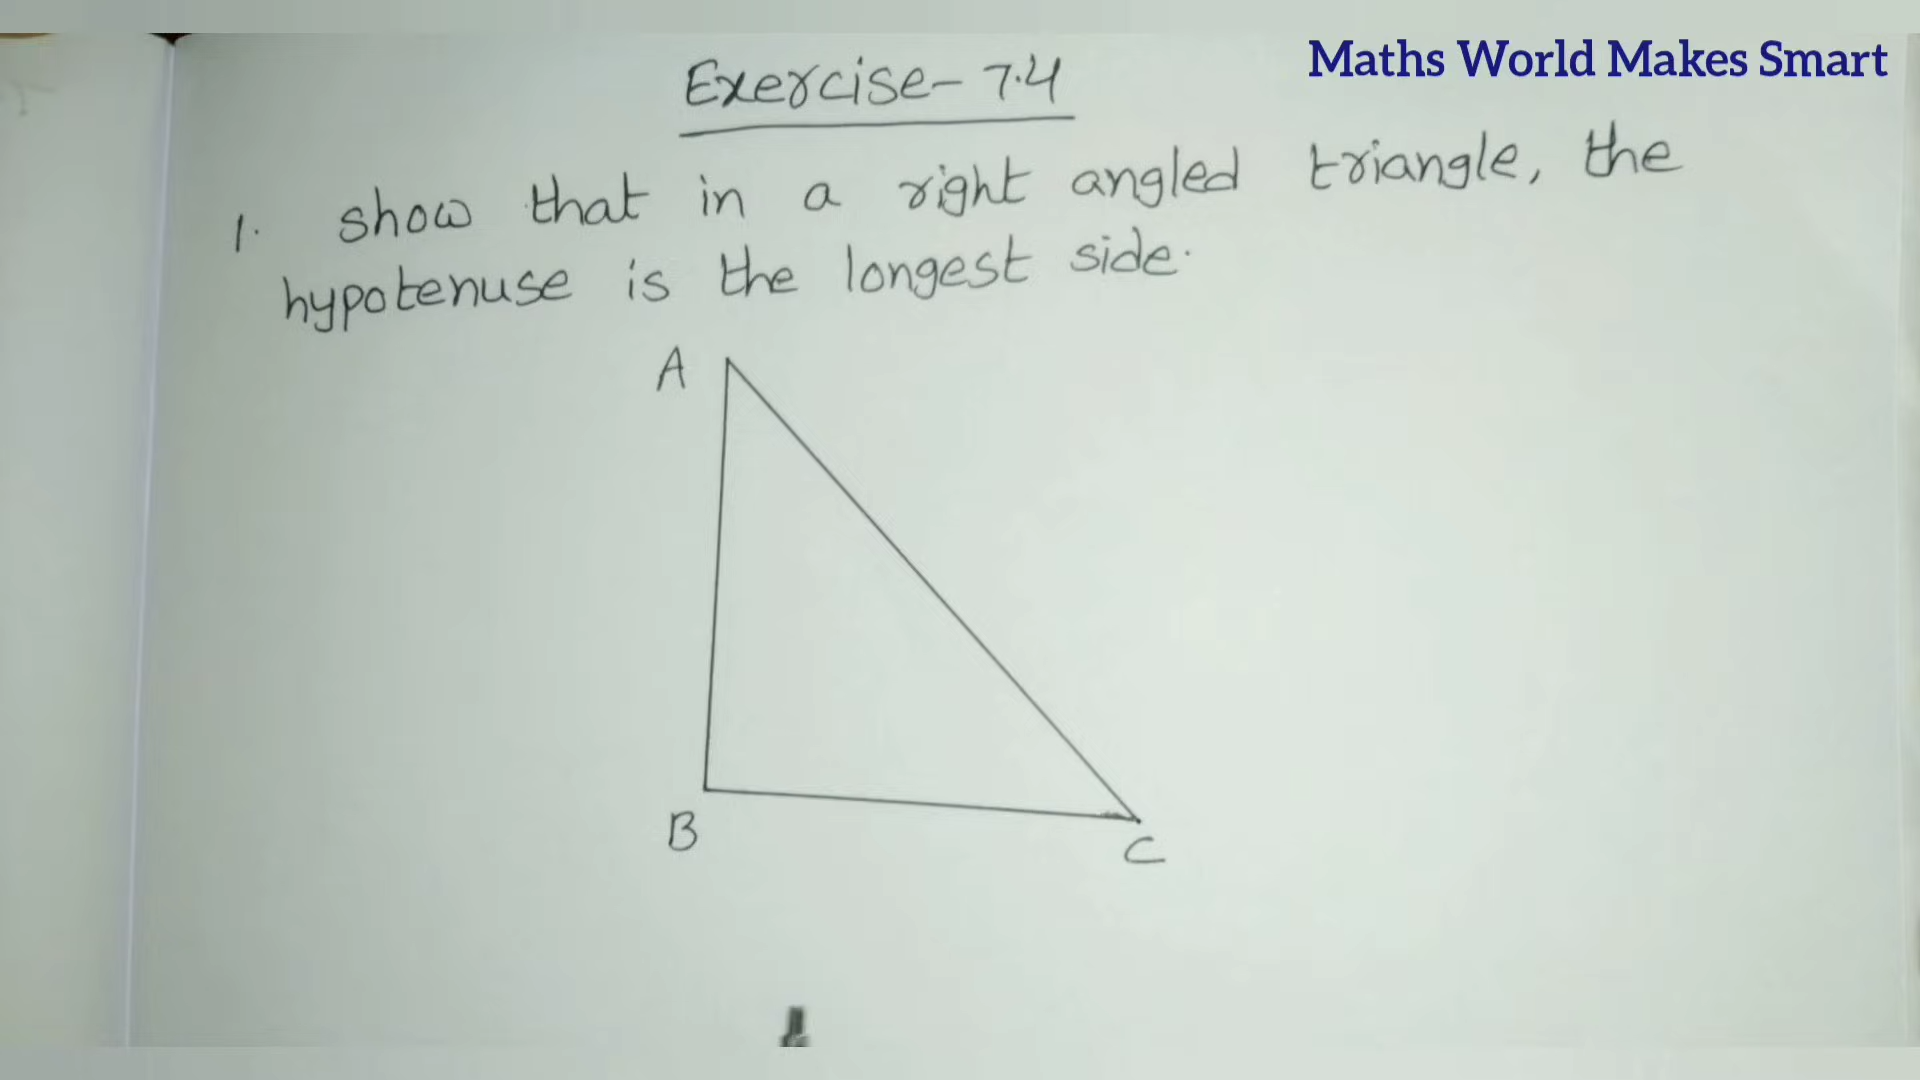 Maths World Makes Smart
Exercise- 7.4
1. show that in a right angled triangle, the
hypotenuse is the longest side.
A
B
C